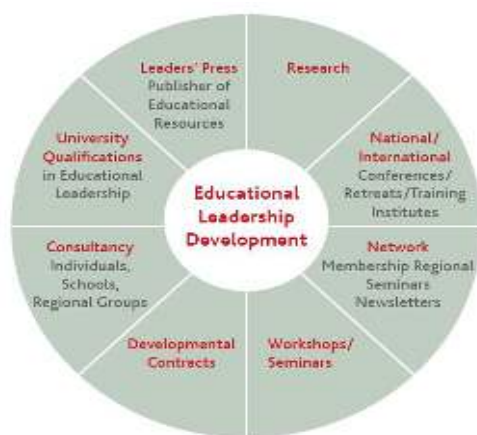 Leaders' Press
Publisher of
Educational
Resources
Research
National/
International
Conferences/
Retreats/Training
Institutes
Network
Membership Regional
Seminars
Newsletters
Workshops/
Seminars
Developmental
Contracts
Consultancy
Individuals,
Schools,
Regional Groups
University
Qualifications
in Educational
Leadership
Educational
Leadership
Development